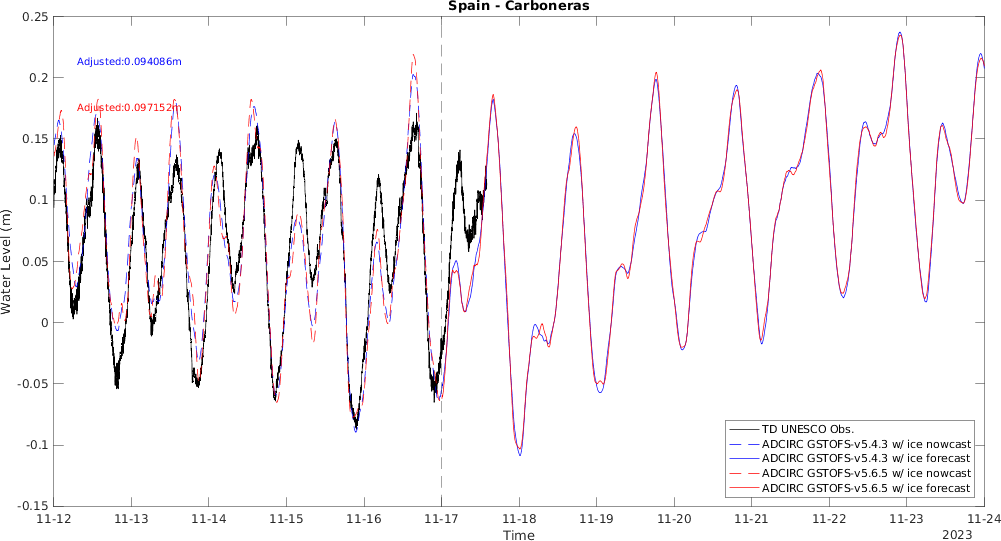 Spain - Carboneras
0.25
0.2
0.15
0.1
0.05
0
-0.05
-0.1
-0.15
Water Level (m)
Adjusted:0.094086m
Adjusted:0.097152m
TD UNESCO Obs.
ADCIRC GSTOFS-v5.4.3 w/ ice nowcast
ADCIRC GSTOFS-v5.4.3 w/ ice forecast
ADCIRC GSTOFS-v5.6.5 w/ ice nowcast
ADCIRC GSTOFS-v5.6.5 w/ ice forecast
11-12 11-13 11-14 11-15 11-16 11-17 11-18 11-19 11-20 11-21 11-22 11-23 11-24
Time
2023